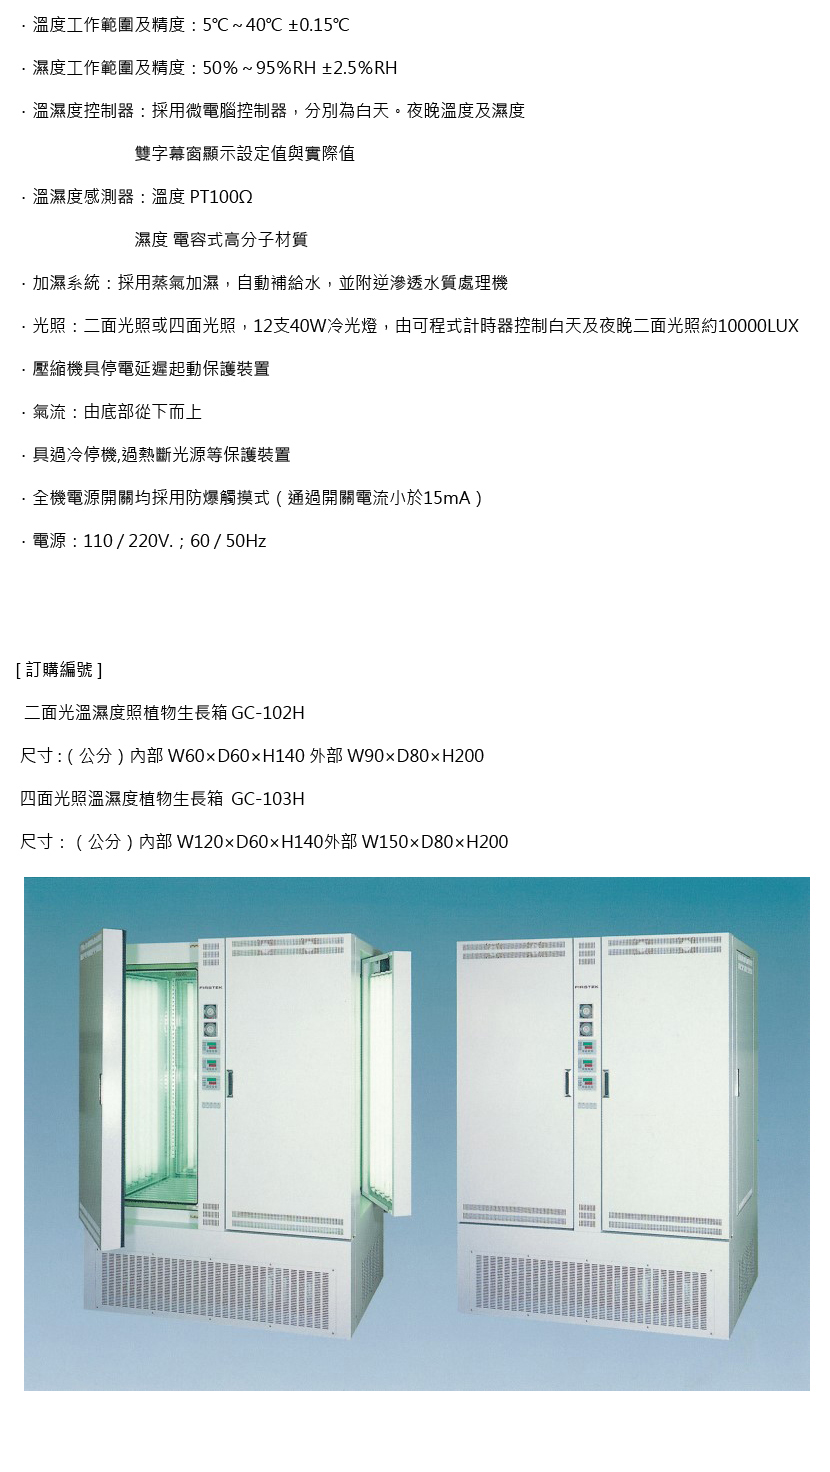 · 溫度工作範圍及精度：5℃～40℃ ±0.15℃
· 濕度工作範圍及精度：50%～95%RH ±2.5%RH
· 溫濕度控制器：採用微電腦控制器，分別為白天。夜晚溫度及濕度
雙字幕窗顯示設定值與實際值
· 溫濕度感測器：溫度 PT100Ω
濕度 電容式高分子材質
· 加濕系統：採用蒸氣加濕，自動補給水，並附逆滲透水質處理機
· 光照：二面光照或四面光照，12支40W冷光燈，由可程式計時器控制白天及夜晚二面光照約10000LUX
· 壓縮機具停電延遲起動保護裝置
· 氣流：由底部從下而上
· 具過冷停機,過熱斷光源等保護裝置
· 全機電源開關均採用防爆觸摸式（通過開關電流小於15mA）
· 電源：110 / 220V.；60 / 50Hz
[ 訂購編號 ]
二面光溫濕度照植物生長箱 GC-102H
尺寸 :（公分）內部 W60×D60×H140 外部 W90×D80×H200
四面光照溫濕度植物生長箱 GC-103H
尺寸：（公分）內部 W120×D60×H140外部 W150×D80×H200
FIRSTEK
FIRSTEK